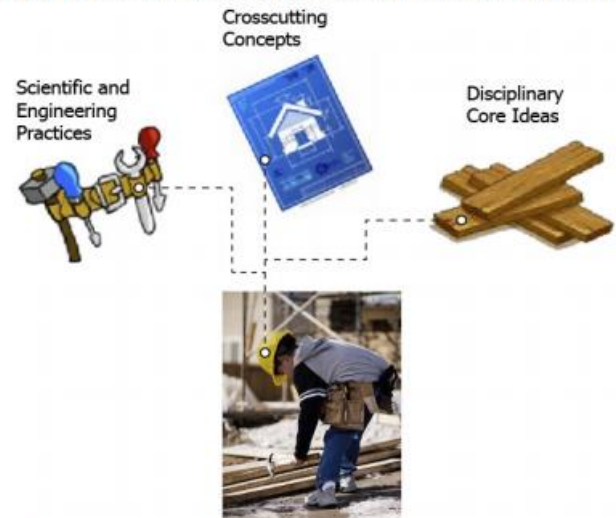 Crosscutting
Concepts
Scientific and
Engineering
Practices
Disciplinary
Core Ideas